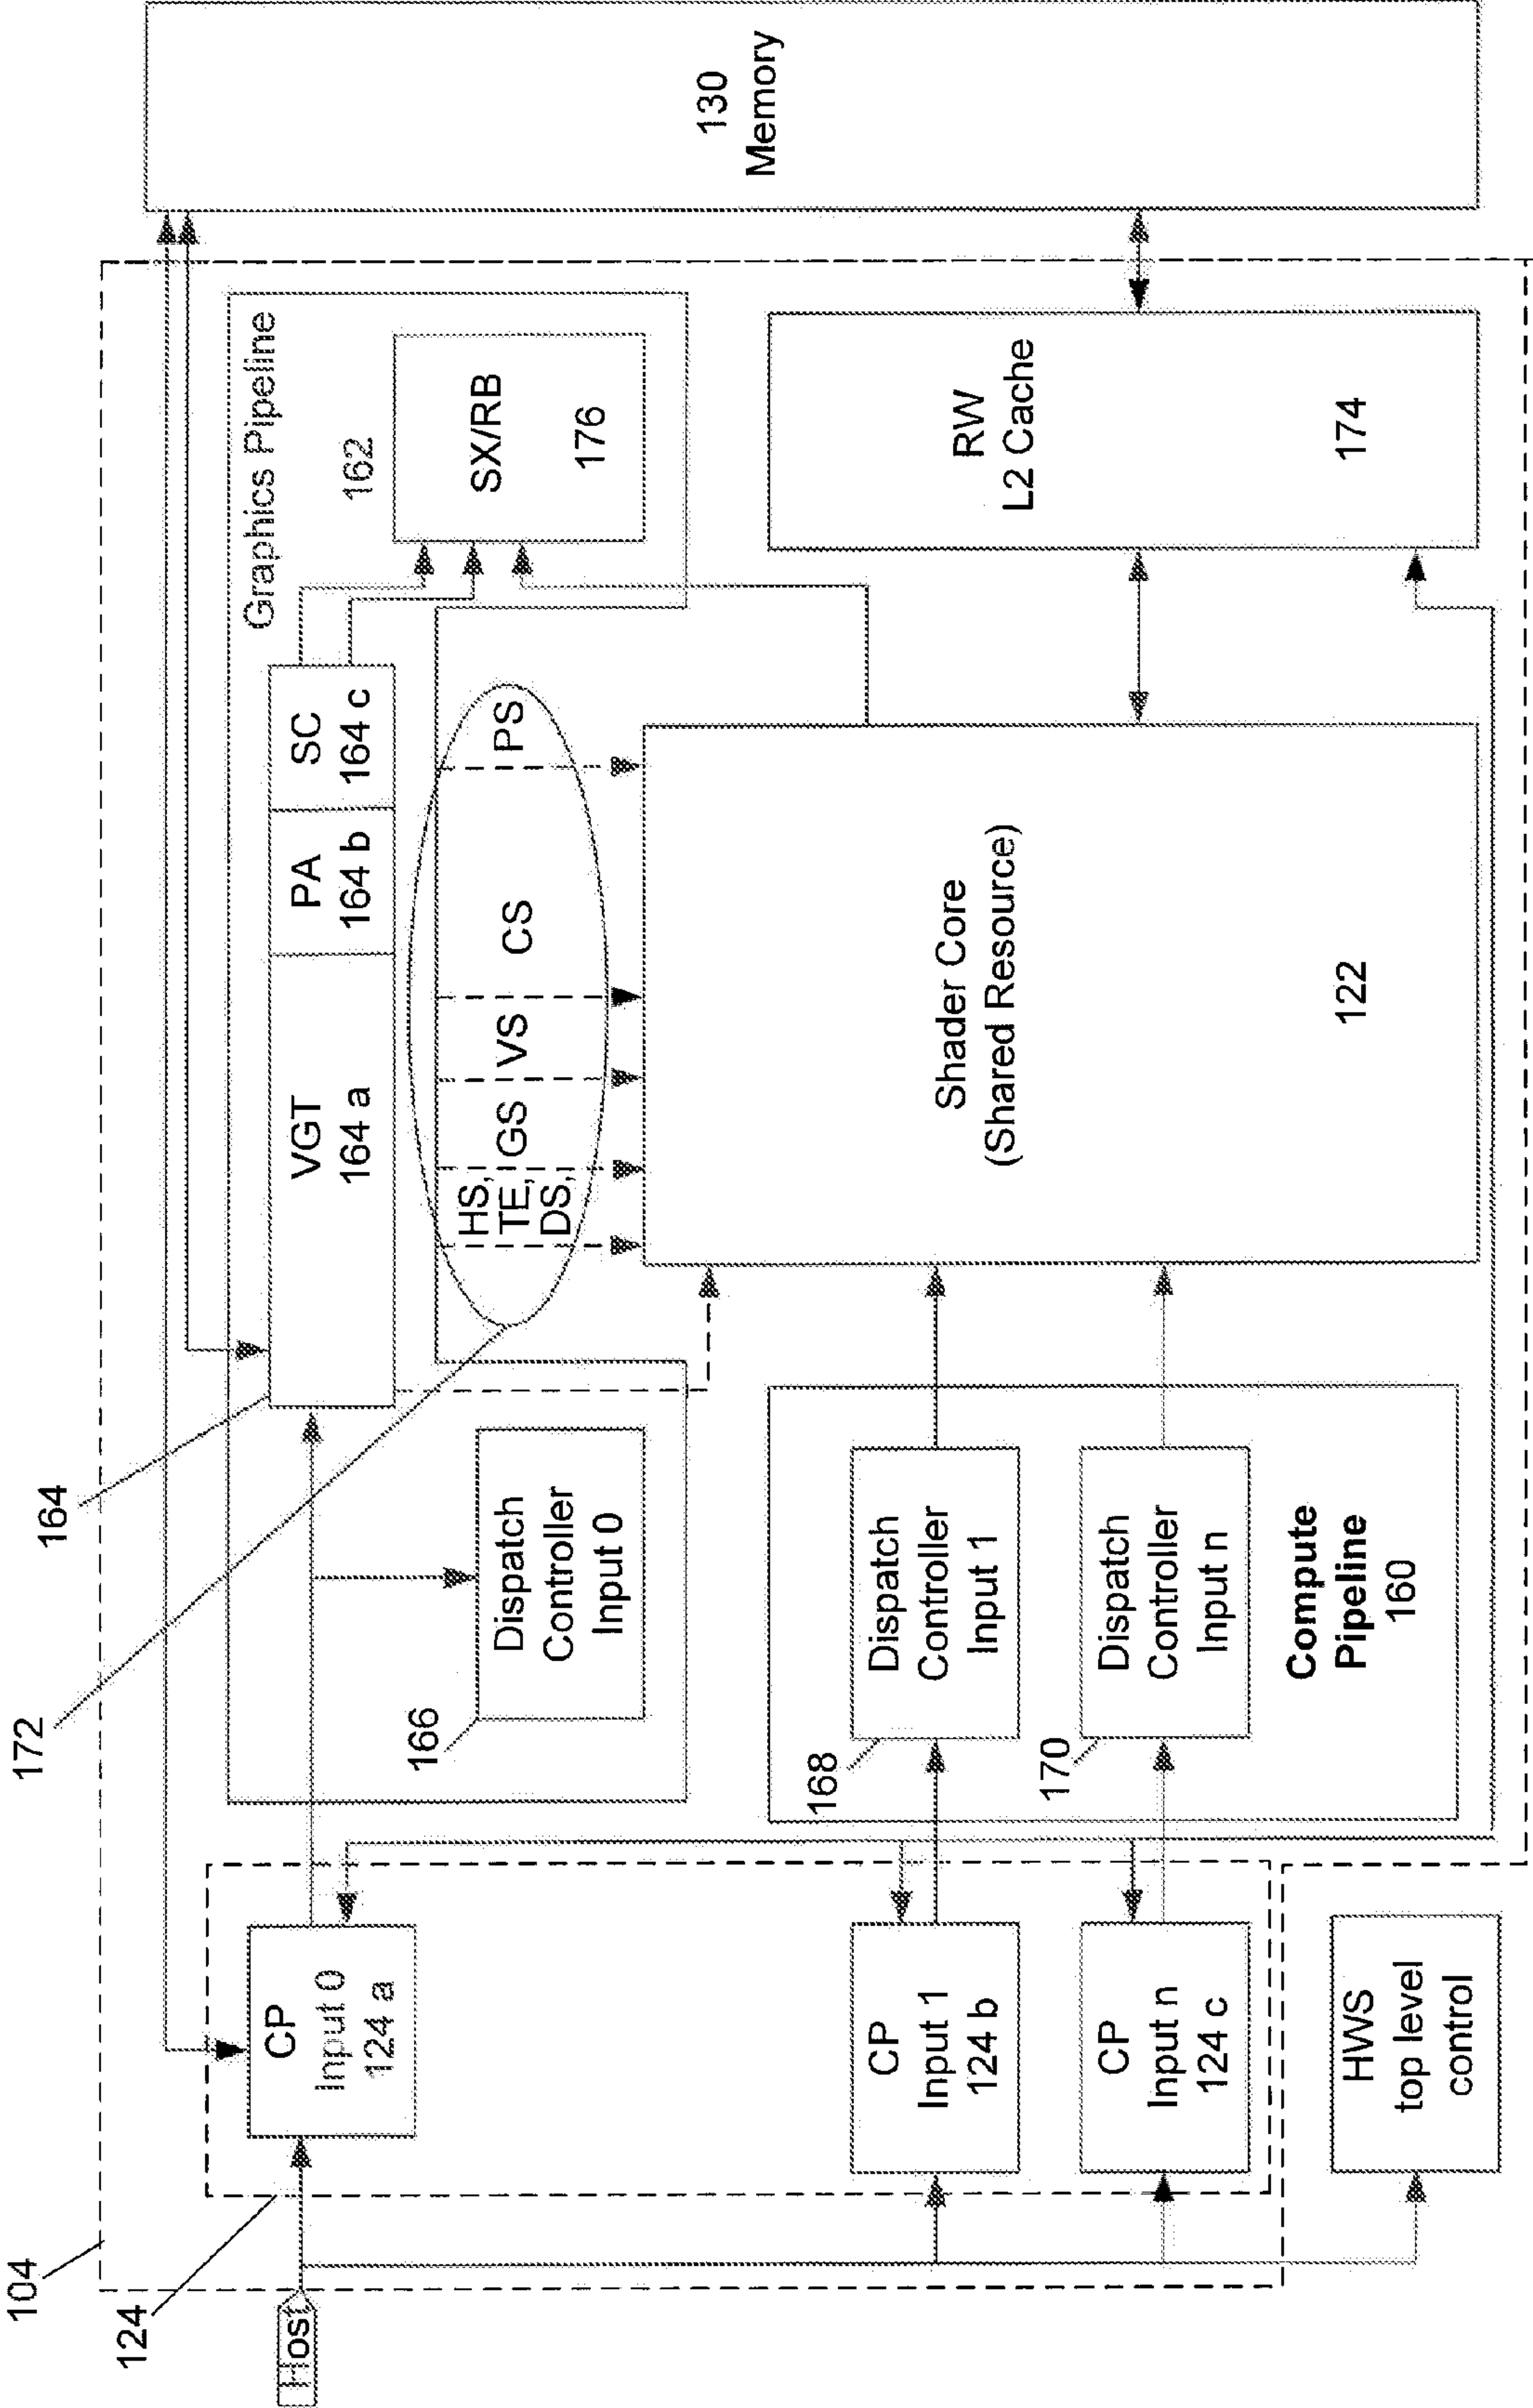 104
124
Host
CP
Input 0
124 a
CP
Input 1
124 b
CP
Input n
124 c
HWS
top level
control
172
164
166
Dispatch
Controller
Input 0
168
Dispatch
Controller
Input 1
170
Dispatch
Controller
Input n
Compute
Pipeline
160
VGT
164 a
PA
164 b
SC
164 c
Graphics Pipeline
162
SX/RB
176
HS,
TE,
DS,
GS
VS
CS
PS
Shader Core
(Shared Resource)
122
RW
L2 Cache
174
130
Memory